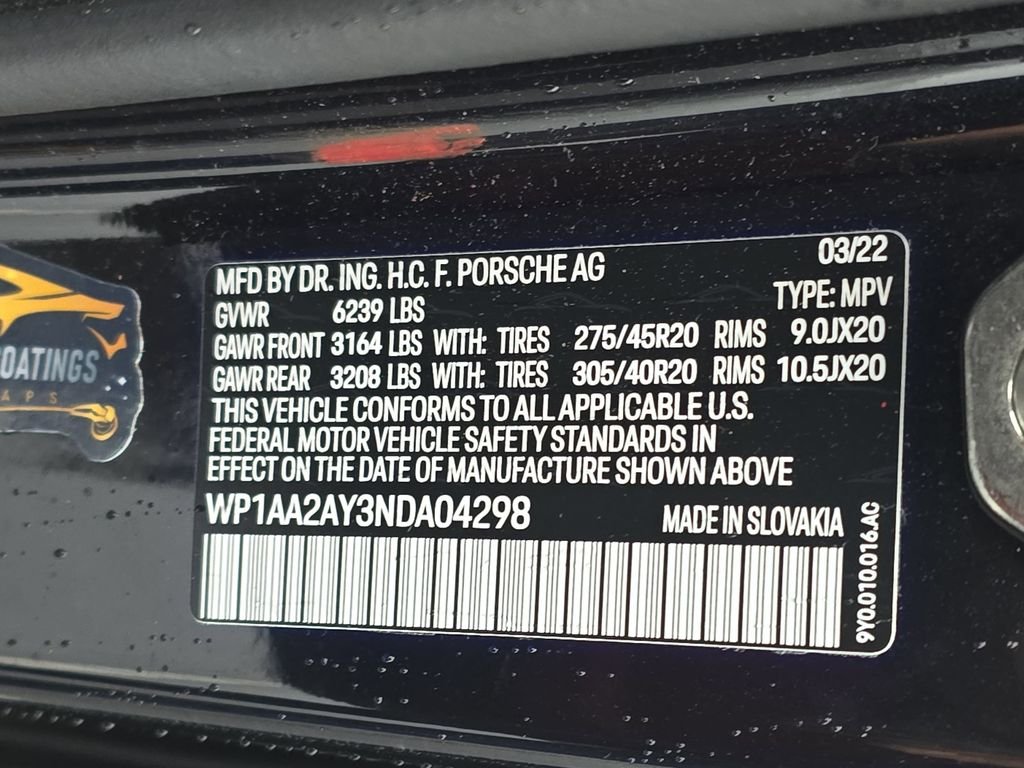 MFD BY DR. ING. H.C. F. PORSCHE AG 03/22
GVWR 6239 LBS TYPE: MPV
GAWR FRONT 3164 LBS WITH: TIRES 275/45R20 RIMS 9.0JX20
GAWR REAR 3208 LBS WITH: TIRES 305/40R20 RIMS 10.5JX20
THIS VEHICLE CONFORMS TO ALL APPLICABLE U.S.
FEDERAL MOTOR VEHICLE SAFETY STANDARDS IN
EFFECT ON THE DATE OF MANUFACTURE SHOWN ABOVE
WP1AA2AY3NDA04298 MADE IN SLOVAKIA
9Y0.010.016.AC
OATINGS
APS